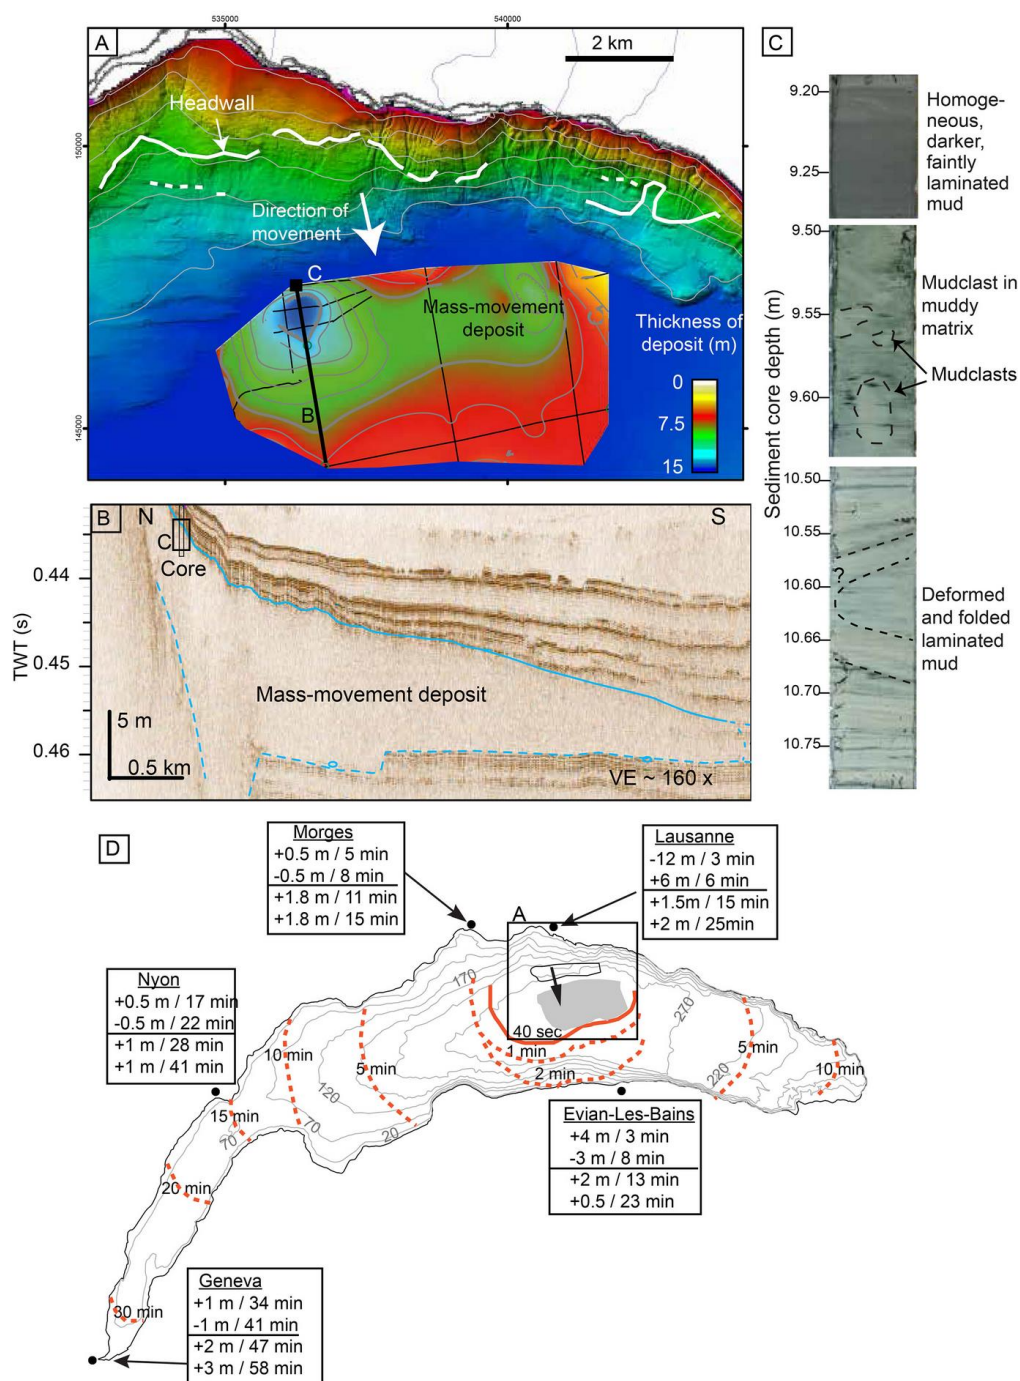 535000
540000
A
2 km
Headwall
150000
Direction of
movement
C
Mass-movement
deposit
Thickness of
deposit (m)
0
7.5
15
B
145000
C
Sediment core depth (m)
9.20
9.25
Homoge-
neous,
darker,
faintly
laminated
mud
9.50
9.55
9.60
Mudclast in
muddy
matrix
Mudclasts
10.50
10.55
10.60
10.66
10.70
10.75
?
Deformed
and folded
laminated
mud
B
N
S
C
Core
TWT (s)
0.44
0.45
0.46
Mass-movement deposit
5 m
0.5 km
VE ~ 160 x
D
Morges
+0.5 m / 5 min
-0.5 m / 8 min
+1.8 m / 11 min
+1.8 m / 15 min
Lausanne
-12 m / 3 min
+6 m / 6 min
+1.5m / 15 min
+2 m / 25min
A
Nyon
+0.5 m / 17 min
-0.5 m / 22 min
+1 m / 28 min
+1 m / 41 min
170
270
40 sec
1 min
2 min
5 min
10 min
5 min
10 min
120
220
70
20
15 min
70
20 min
30 min
Evian-Les-Bains
+4 m / 3 min
-3 m / 8 min
+2 m / 13 min
+0.5 / 23 min
Geneva
+1 m / 34 min
-1 m / 41 min
+2 m / 47 min
+3 m / 58 min